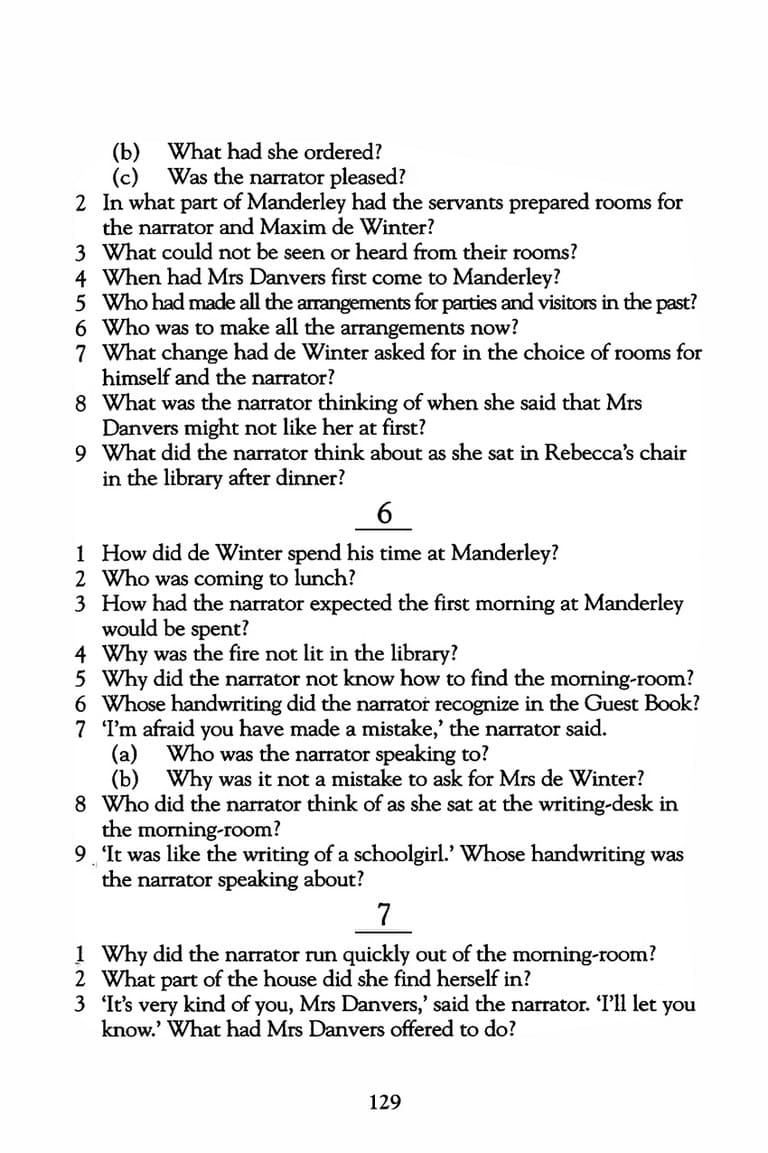 (b) What had she ordered?
(c) Was the narrator pleased?
2 In what part of Manderley had the servants prepared rooms for
the narrator and Maxim de Winter?
3 What could not be seen or heard from their rooms?
4 When had Mrs Danvers first come to Manderley?
5 Who had made all the arrangements for parties and visitors in the past?
6 Who was to make all the arrangements now?
7 What change had de Winter asked for in the choice of rooms for
himself and the narrator?
8 What was the narrator thinking of when she said that Mrs
Danvers might not like her at first?
9 What did the narrator think about as she sat in Rebecca’s chair
in the library after dinner?
6
1 How did de Winter spend his time at Manderley?
2 Who was coming to lunch?
3 How had the narrator expected the first morning at Manderley
would be spent?
4 Why was the fire not lit in the library?
5 Why did the narrator not know how to find the morning-room?
6 Whose handwriting did the narrator recognize in the Guest Book?
7 ‘I’m afraid you have made a mistake,’ the narrator said.
(a) Who was the narrator speaking to?
(b) Why was it not a mistake to ask for Mrs de Winter?
8 Who did the narrator think of as she sat at the writing-desk in
the morning-room?
9 ‘It was like the writing of a schoolgirl.’ Whose handwriting was
the narrator speaking about?
7
1 Why did the narrator run quickly out of the morning-room?
2 What part of the house did she find herself in?
3 ‘It’s very kind of you, Mrs Danvers,’ said the narrator. ‘I’ll let you
know.’ What had Mrs Danvers offered to do?
129